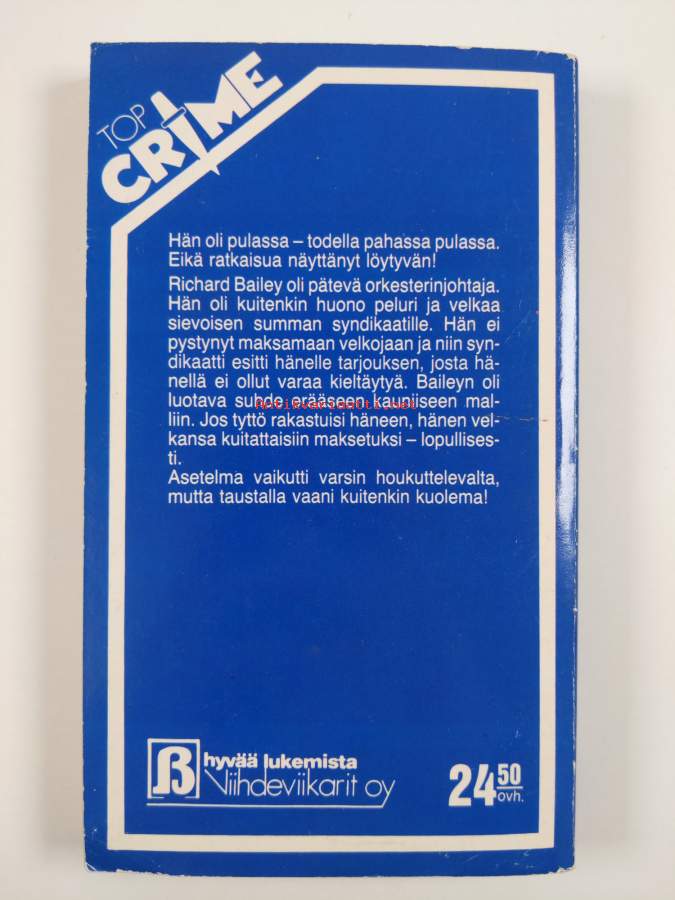 TOP
CRIME
Hän oli pulassa – todella pahassa pulassa.
Eikä ratkaisua näyttänyt löytyvän!
Richard Bailey oli pätevä orkesterinjohtaja.
Hän oli kuitenkin huono peluri ja velkaa
sievoisen summan syndikaatille. Hän ei
pystynyt maksamaan velkojaan ja niin syn-
dikaatti esitti hänelle tarjouksen, josta hä-
nellä ei ollut varaa kieltäytyä. Baileyn oli
luotava suhde erääseen kauniiseen mal-
Antikvariaatti.net
liin. Jos tyttö rakastuisi häneen, hänen vel-
kansa kuitattaisiin maksetuksi – lopullises-
ti.
Asetelma vaikutti varsin houkuttelevalta,
mutta taustalla vaani kuitenkin kuolema!
hyvää lukemista
Viihdeviikarit oy
24 50
ovh.